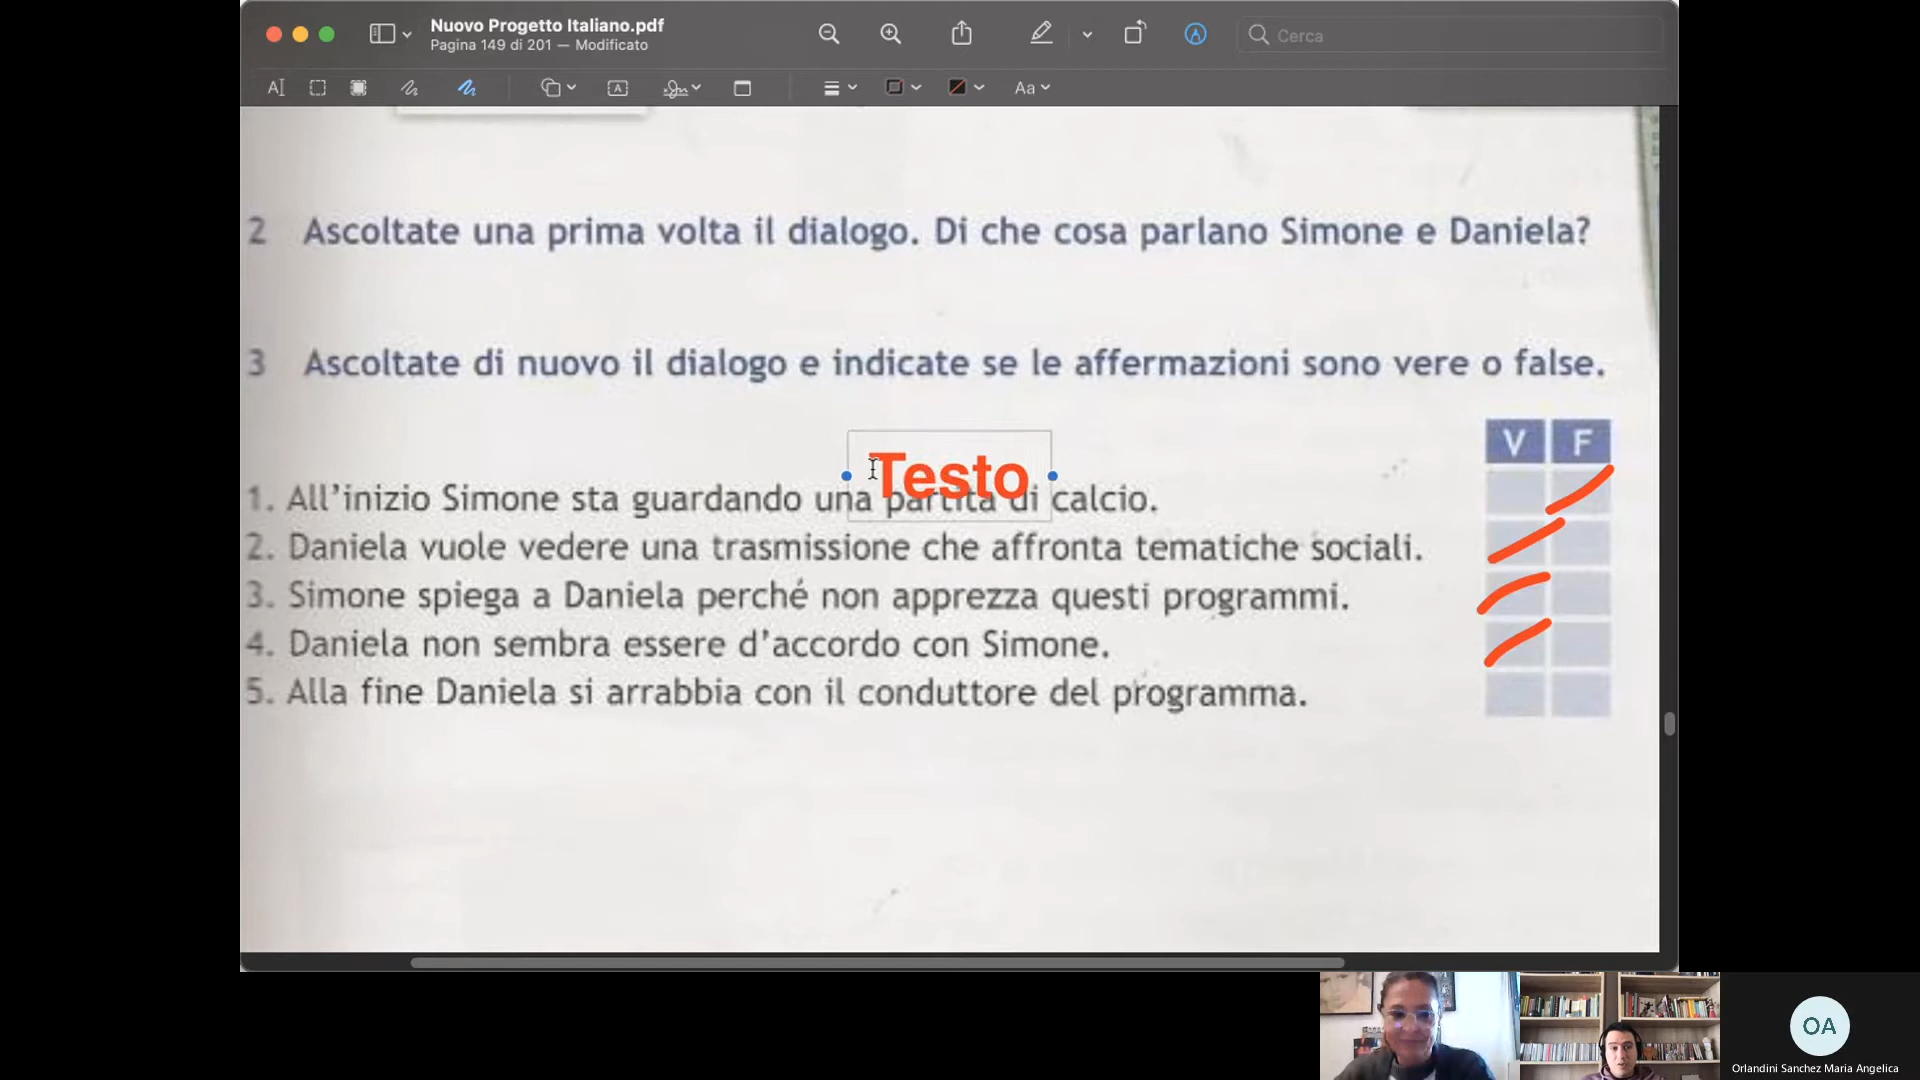 Nuovo Progetto Italiano.pdf
Pagina 149 di 201 — Modificato
Cerca
Aa
2 Ascoltate una prima volta il dialogo. Di che cosa parlano Simone e Daniela?
3 Ascoltate di nuovo il dialogo e indicate se le affermazioni sono vere o false.
V F
Testo
1. All'inizio Simone sta guardando una partita di calcio.
2. Daniela vuole vedere una trasmissione che affronta tematiche sociali.
3. Simone spiega a Daniela perché non apprezza questi programmi.
4. Daniela non sembra essere d'accordo con Simone.
5. Alla fine Daniela si arrabbia con il conduttore del programma.
OA
Orlandini Sanchez Maria Angelica